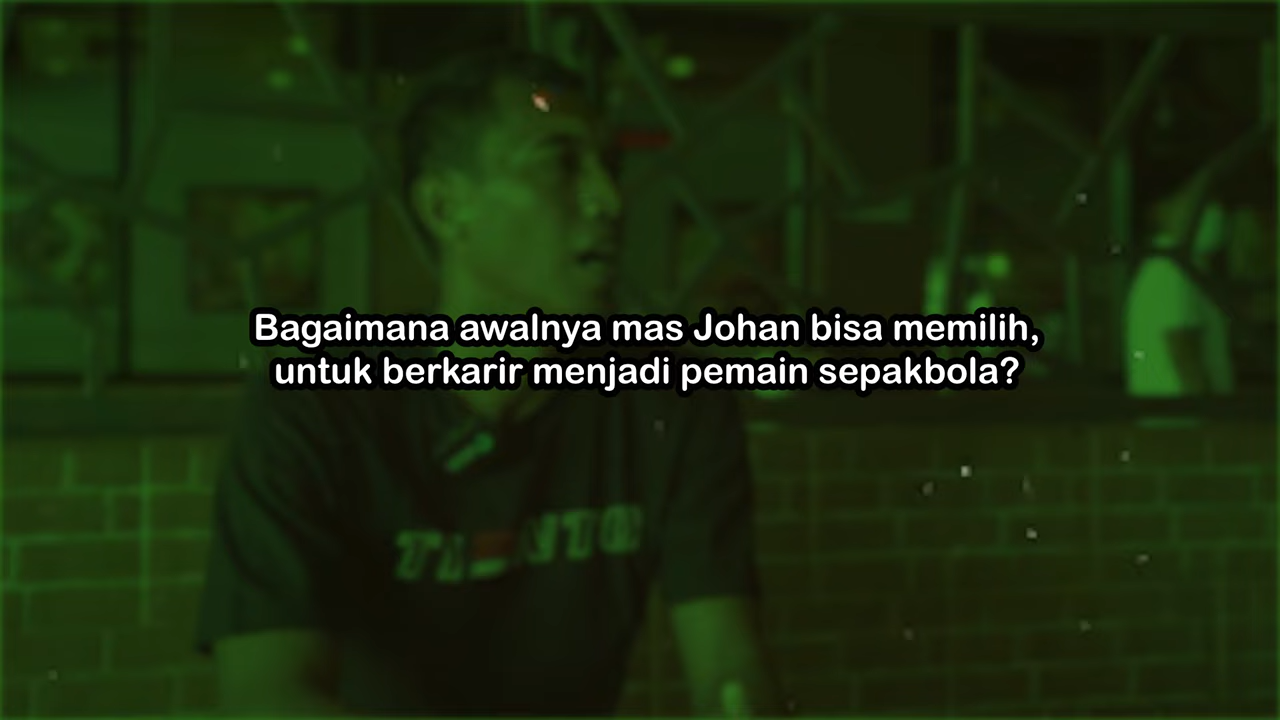 Bagaimana awalnya mas Johan bisa memilih,
untuk berkarir menjadi pemain sepakbola?